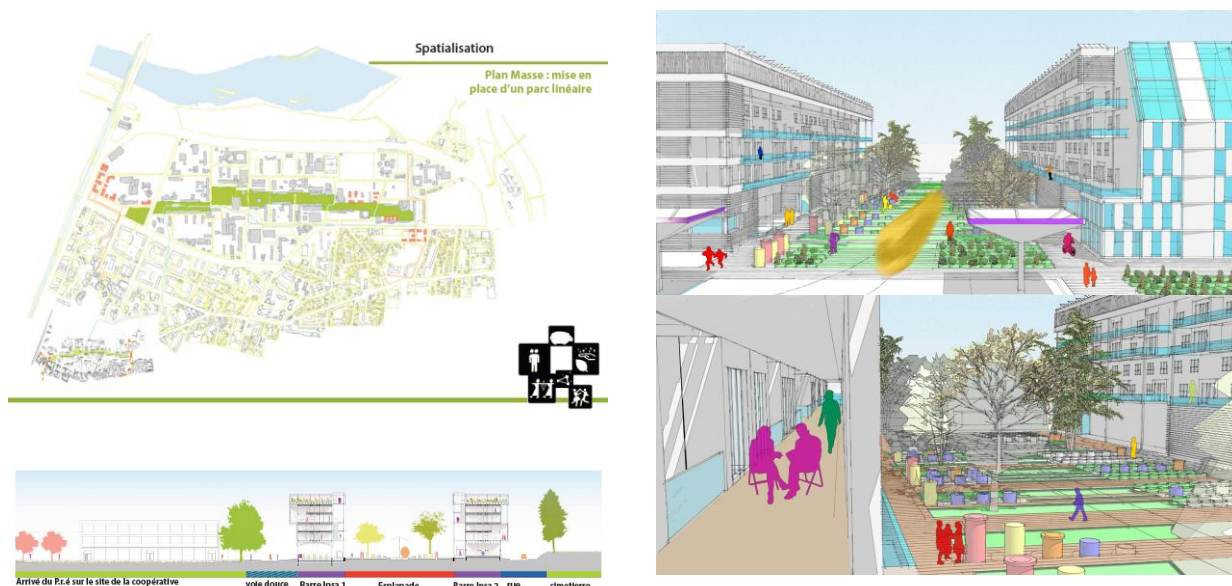 Spatialisation
Plan Masse : mise en
place d'un parc linéaire
Arrivé du P.r.é sur le site de la coopérative
voie douce
Barre Insa 1
Esplanade
Barre Insa 2
rue
cimetierre